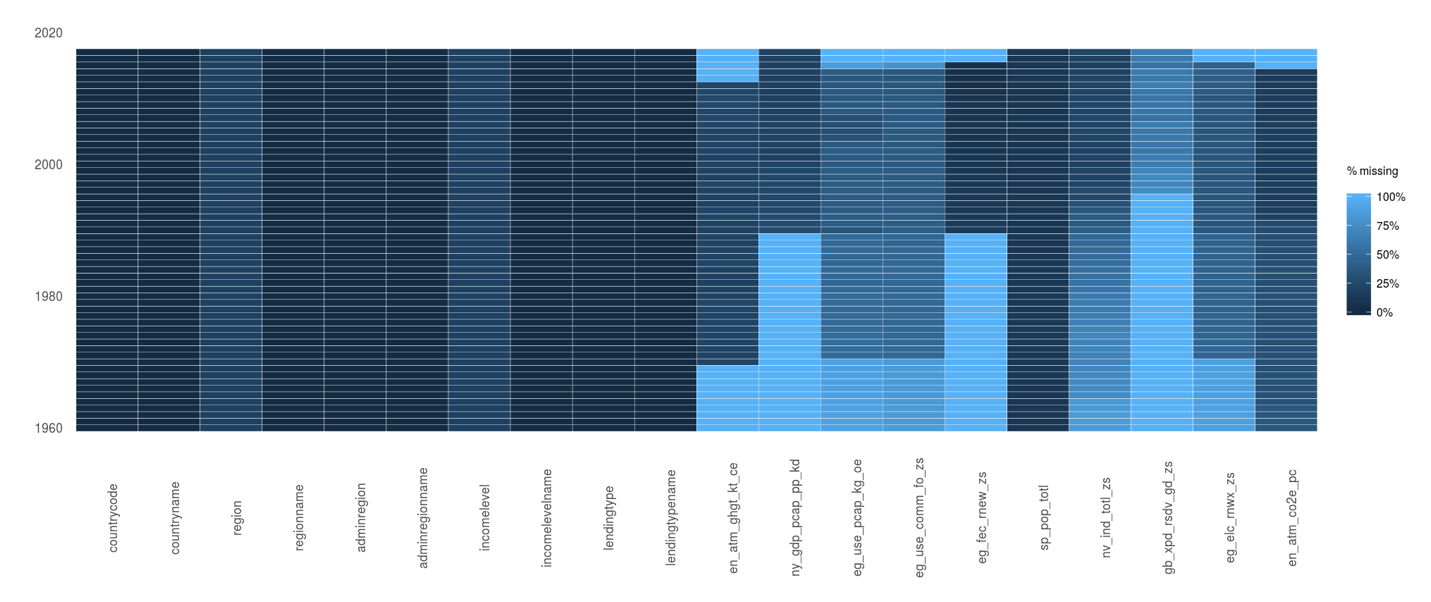 2020
2000
1980
1960
% missing
100%
75%
50%
25%
0%
countrycode
countryname
region
regionname
adminregion
adminregionname
incomelevel
incomelevelname
lendingtype
lendingtypename
en_atm_ghgt_kt_ce
ny_gdp_pcap_pp_kd
eg_use_pcap_kg_oe
eg_use_comm_fo_zs
eg_fec_rnew_zs
sp_pop_totl
nv_ind_totl_zs
gb_xpd_rsdv_gd_zs
eg_elc_rnwx_zs
en_atm_co2e_pc